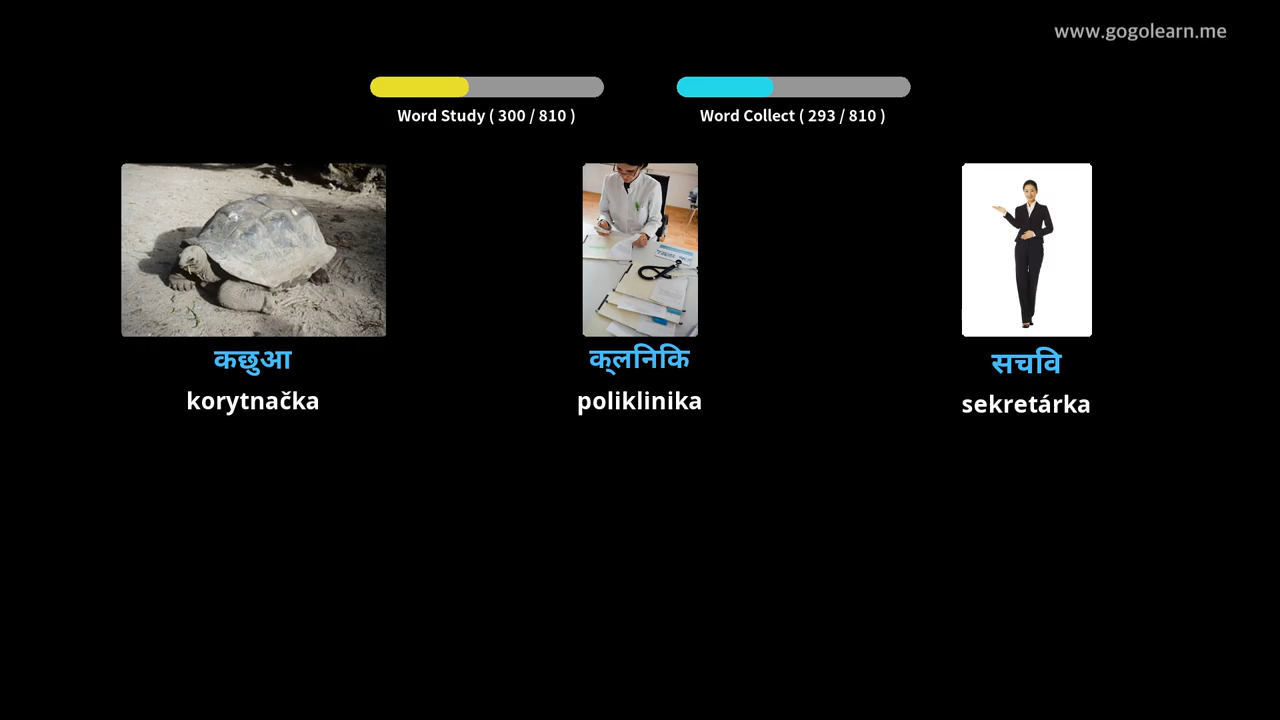 www.gogolearn.me
Word Study ( 300 / 810 )
Word Collect ( 293 / 810 )
कछुआ
क्लनिकि
सचवि
korytnačka
poliklinika
sekretárka